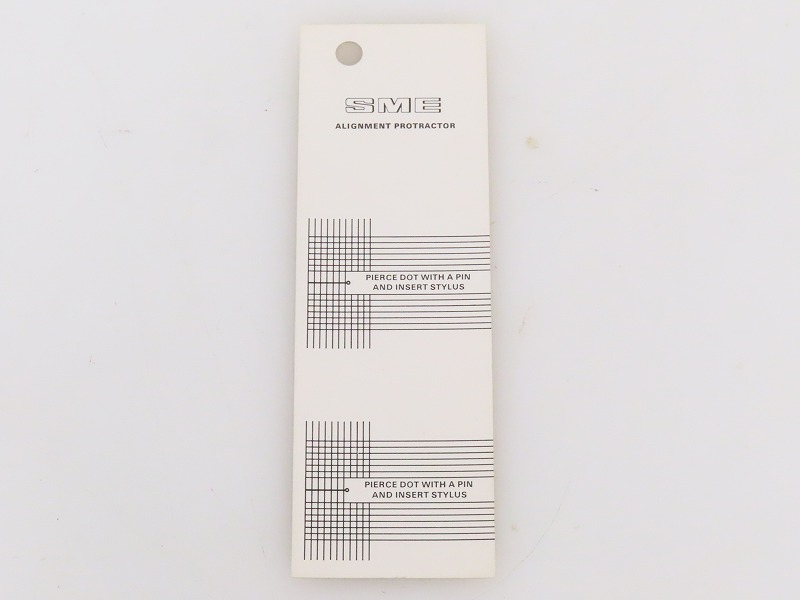 SME
ALIGNMENT PROTRACTOR
PIERCE DOT WITH A PIN
AND INSERT STYLUS
PIERCE DOT WITH A PIN
AND INSERT STYLUS